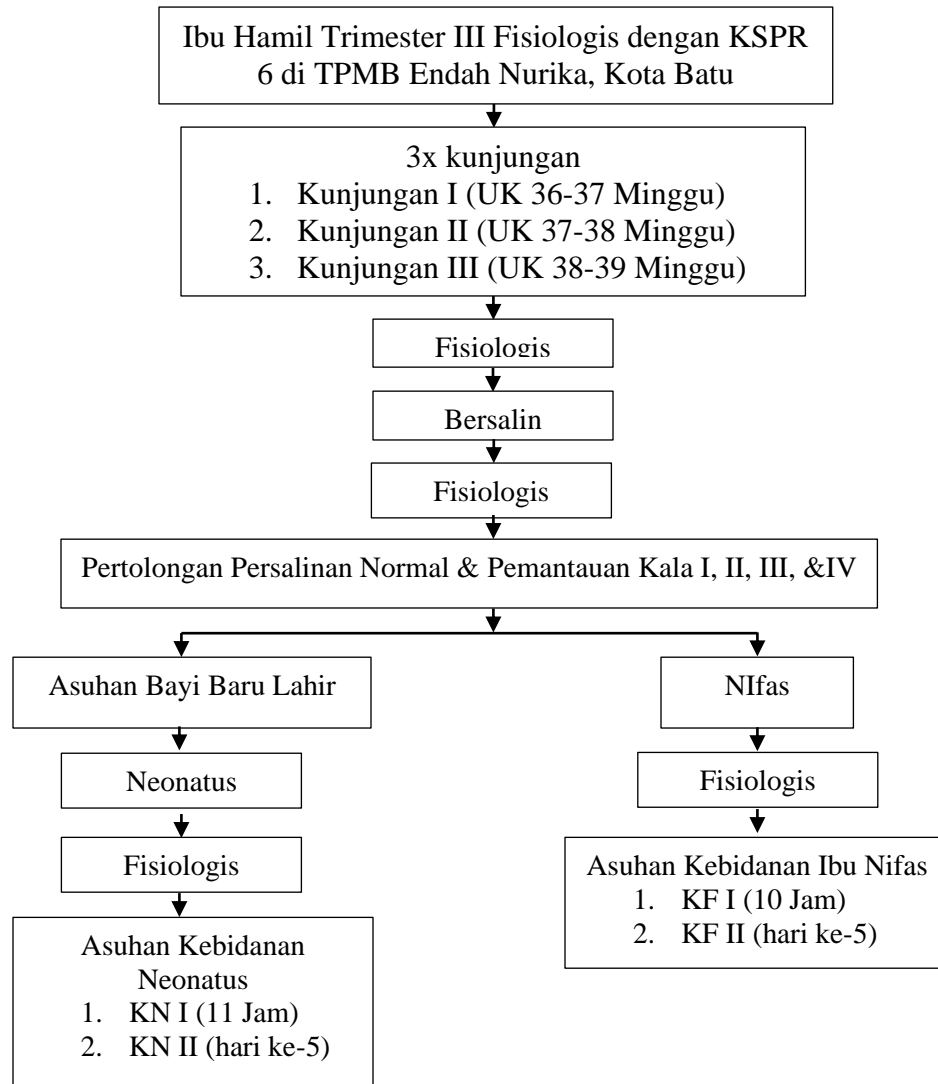 Ibu Hamil Trimester III Fisiologis dengan KSPR
6 di TPMB Endah Nurika, Kota Batu
3x kunjungan
1. Kunjungan I (UK 36-37 Minggu)
2. Kunjungan II (UK 37-38 Minggu)
3. Kunjungan III (UK 38-39 Minggu)
Fisiologis
Bersalin
Fisiologis
Pertolongan Persalinan Normal & Pemantauan Kala I, II, III, &IV
Asuhan Bayi Baru Lahir
Neonatus
Fisiologis
Asuhan Kebidanan
Neonatus
1. KN I (11 Jam)
2. KN II (hari ke-5)
NIfas
Fisiologis
Asuhan Kebidanan Ibu Nifas
1. KF I (10 Jam)
2. KF II (hari ke-5)